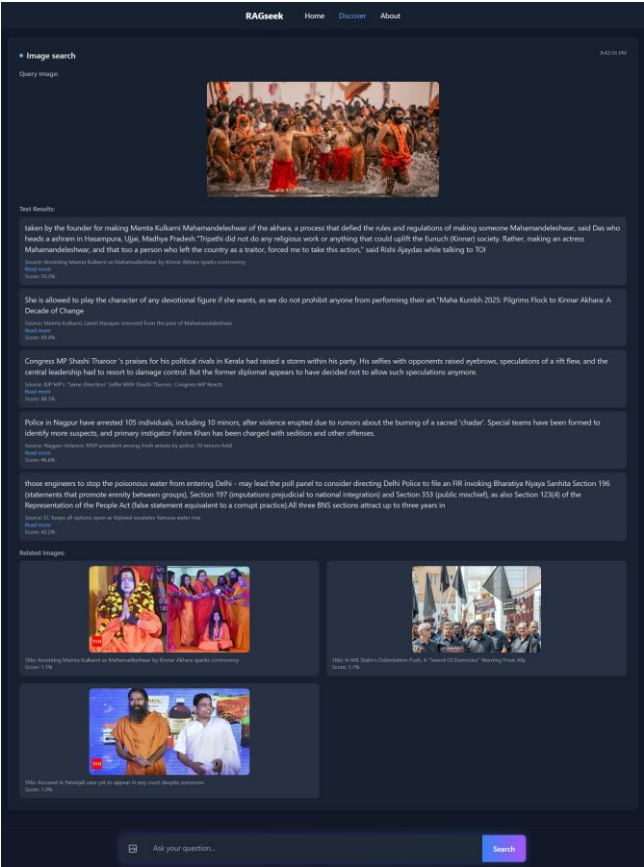 RAGseek Home Discover About
Image search
9:42:16 PM
Query Image:
Text Results:
taken by the founder for making Mamta Kulkarni Mahamandeleshwar of the akhara, a process that defied the rules and regulations of making someone Mahamandeleshwar, said Das who
heads a ashram in Hasampura, Ujjai, Madhya Pradesh."Tripathi did not do any religious work or anything that could uplift the Eunuch (Kinnar) society. Rather, making an actress
Mahamandeleshwar, and that too a person who left the country as a traitor, forced me to take this action," said Rishi Ajaydas while talking to TOI
Source: Anointing Mamta Kulkarni as Mahamadleshwar by Kinnar Akhara sparks controversy
Read more
Score: 50.3%
She is allowed to play the character of any devotional figure if she wants, as we do not prohibit anyone from performing their art."Maha Kumbh 2025: Pilgrims Flock to Kinnar Akhara: A
Decade of Change
Source: Mamta Kulkarni, Laxmi Narayan removed from the post of Mahamandaleshwar
Read more
Score: 49.4%
Congress MP Shashi Tharoor 's praises for his political rivals in Kerala had raised a storm within his party. His selfies with opponents raised eyebrows, speculations of a rift flew, and the
central leadership had to resort to damage control. But the former diplomat appears to have decided not to allow such speculations anymore.
Source: BJP MP's 'Same Direction' Selfie With Shashi Tharoor. Congress MP Reacts
Read more
Score: 48.1%
Police in Nagpur have arrested 105 individuals, including 10 minors, after violence erupted due to rumors about the burning of a sacred 'chadar'. Special teams have been formed to
identify more suspects, and primary instigator Fahim Khan has been charged with sedition and other offenses.
Source: Nagpur violence: MDP president among fresh arrests by police; 10 minors held
Read more
Score: 46.6%
those engineers to stop the poisonous water from entering Delhi - may lead the poll panel to consider directing Delhi Police to file an FIR invoking Bharatiya Nyaya Sanhita Section 196
(statements that promote enmity between groups), Section 197 (imputations prejudicial to national integration) and Section 353 (public mischief), as also Section 123(4) of the
Representation of the People Act (false statement equivalent to a corrupt practice).All three BNS sections attract up to three years in
Source: EC keeps all options open as Kejriwal escalates Yamuna water row
Read more
Score: 42.2%
Related Images:
Title: Anointing Mamta Kulkarni as Mahamadleshwar by Kinnar Akhara sparks controversy
Score: 1.1%
Title: In MK Stalin's Delimitation Push, A "Sword Of Damocles" Warning From Ally
Score: 1.1%
Title: Accused in Patanjali case yet to appear in any court despite summons
Score: 1.0%
Ask your question...
Search